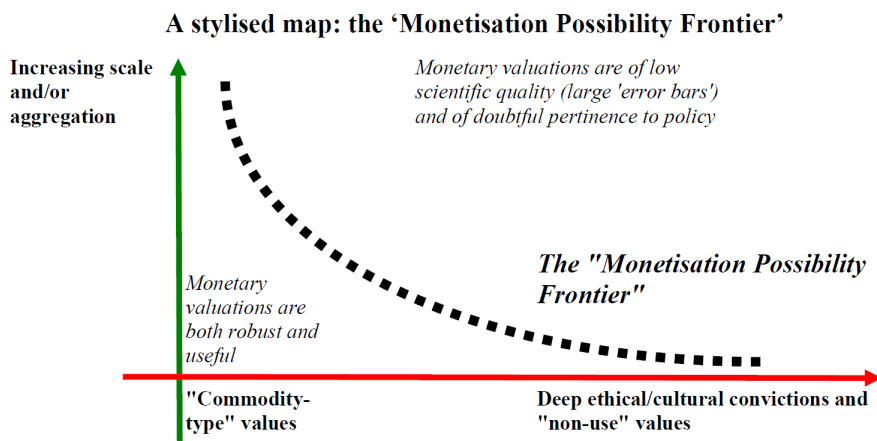 A stylised map: the ‘Monetisation Possibility Frontier’
Increasing scale
and/or
aggregation
Monetary valuations are of low
scientific quality (large 'error bars')
and of doubtful pertinence to policy
The "Monetisation Possibility
Frontier"
Monetary
valuations are
both robust and
useful
"Commodity-
type" values
Deep ethical/cultural convictions and
"non-use" values